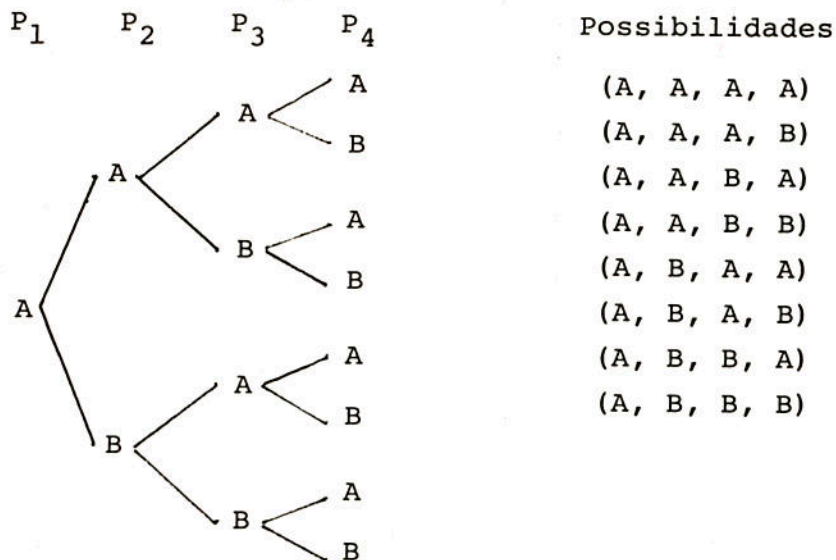 P1 P2 P3 P4 Possibilidades
A
A (A, A, A, A)
B (A, A, A, B)
A (A, A, B, A)
A (A, A, B, B)
B (A, B, A, A)
B
A (A, B, A, B)
A (A, B, B, A)
A (A, B, B, B)
B
B
A
B
B